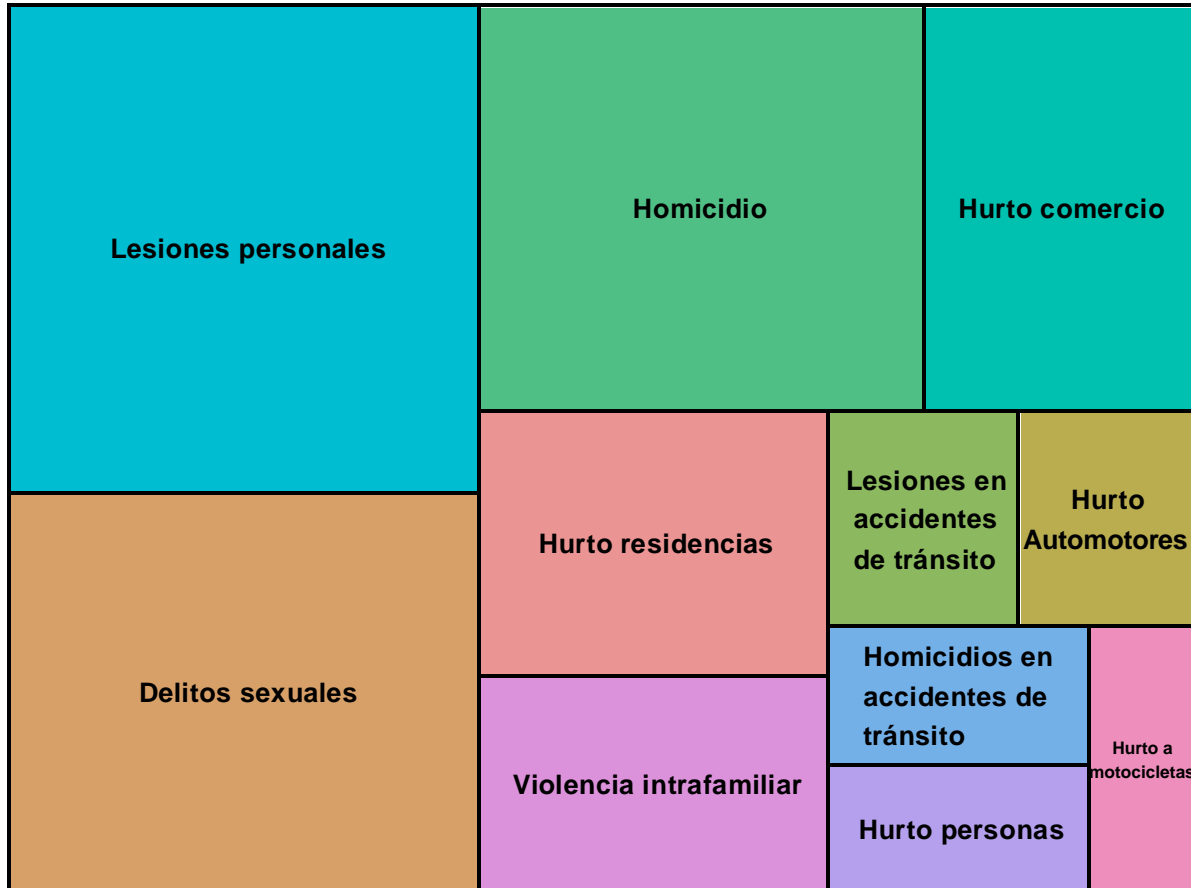 Lesiones personales
Homicidio
Hurto comercio
Delitos sexuales
Hurto residencias
Lesiones en
accidentes
de tránsito
Hurto
Automotores
Violencia intrafamiliar
Homicidios en
accidentes de
tránsito
Hurto personas
Hurto a
motocicletas